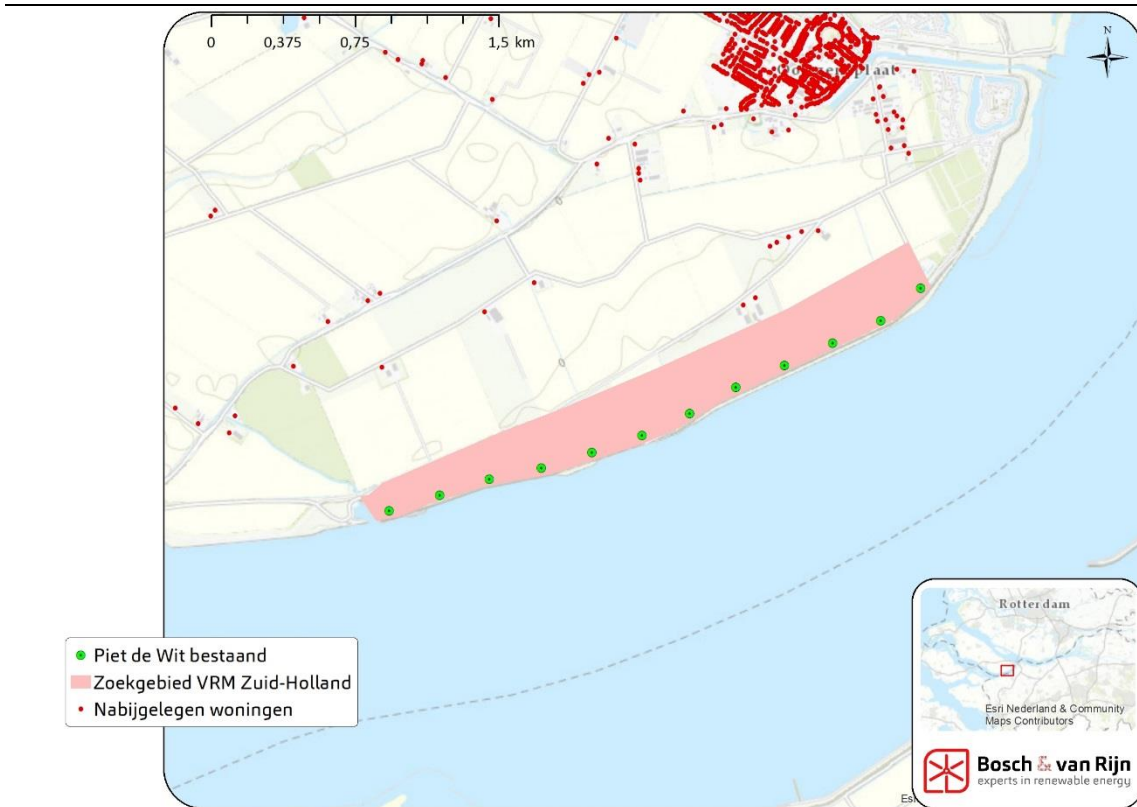 0 0,375 0,75 1,5 km
N
Piet de Wit bestaand
Zoekgebied VRM Zuid-Holland
Nabijgelegen woningen
Rotterdam
Esri Nederland & Community
Maps Contributors
Bosch & van Rijn
experts in renewable energy